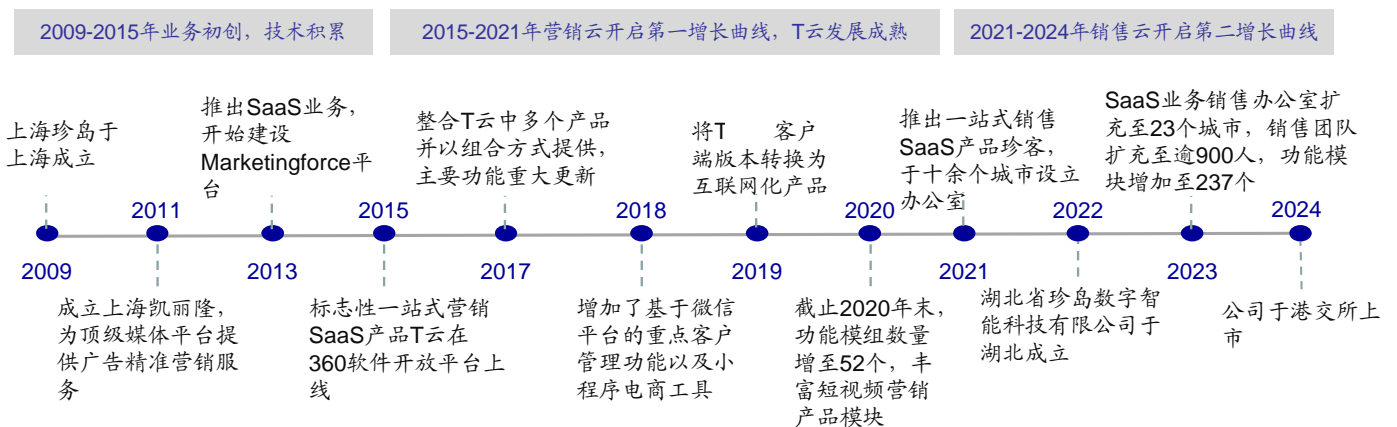 2009-2015年业务初创，技术积累
2015-2021年营销云开启第一增长曲线，T云发展成熟
2021-2024年销售云开启第二增长曲线
上海珍岛于
上海成立
推出SaaS业务，
开始建设
Marketingforce平
台
整合T云中多个产品
并以组合方式提供，
主要功能重大更新
将T 客户
端版本转换为
互联网化产品
推出一站式销售
SaaS产品珍客，
于十余个城市设立
办公室
SaaS业务销售办公室扩
充至23个城市，销售团队
扩充至逾900人，功能模
块增加至237个
2011
2015
2018
2020
2022
2024
2009
2013
2017
2019
2021
2023
成立上海凯丽隆，
为顶级媒体平台提
供广告精准营销服
务
标志性一站式营销
SaaS产品T云在
360软件开放平台上
线
增加了基于微信
平台的重点客户
管理功能以及小
程序电商工具
截止2020年末，
功能模组数量
增至52个，丰
富短视频营销
产品模块
湖北省珍岛数字智
能科技有限公司于
湖北成立
公司于港交所上
市